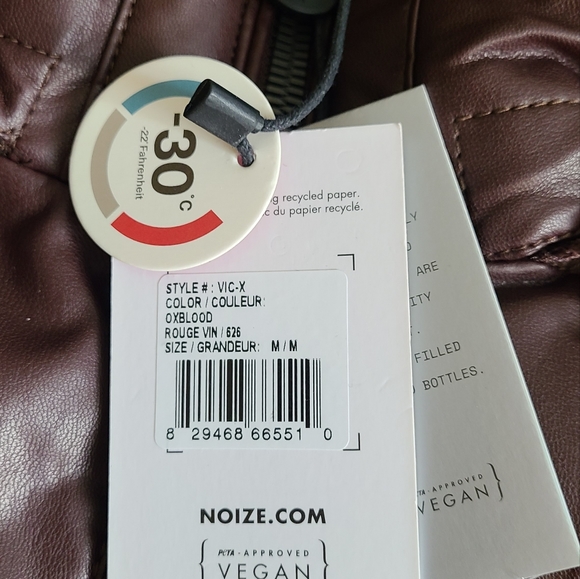 -30°C
-22 Fahrenheit
recycled paper.
du papier recyclé.
STYLE #: VIC-X
COLOR / COULEUR:
OXBLOOD
ROUGE VIN / 626
SIZE / GRANDEUR: M / M
8 29468 66551 0
NOIZE.COM
PETA - APPROVED
VEGAN
ARE
FILLED
BOTTLES.
APPROVED
VEGAN